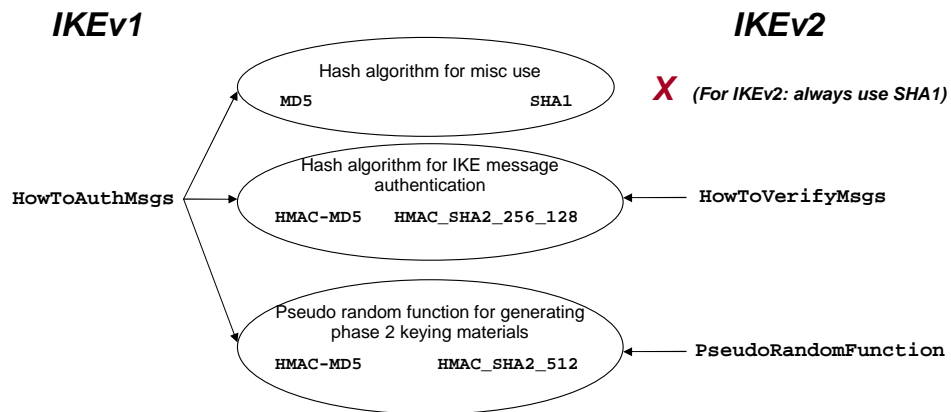 IKEv1
IKEv2
Hash algorithm for misc use
MD5 SHA1
X (For IKEv2: always use SHA1)
Hash algorithm for IKE message
authentication
HowToAuthMsgs
HowToVerifyMsgs
HMAC-MD5 HMAC_SHA2_256_128
Pseudo random function for generating
phase 2 keying materials
PseudoRandomFunction
HMAC-MD5 HMAC_SHA2_512